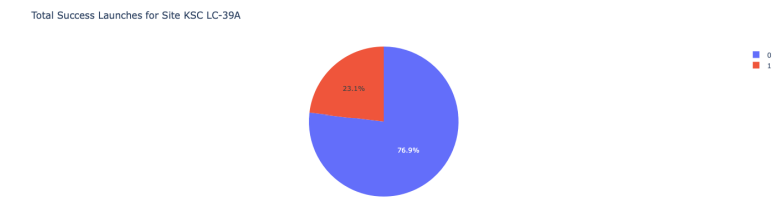 Total Success Launches for Site KSC LC-39A
0
1
23.1%
76.9%